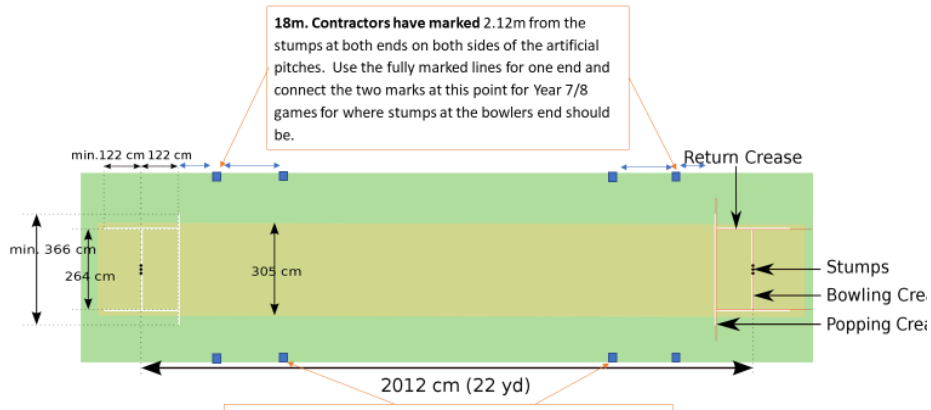 18m. Contractors have marked 2.12m from the
stumps at both ends on both sides of the artificial
pitches. Use the fully marked lines for one end and
connect the two marks at this point for Year 7/8
games for where stumps at the bowlers end should
be.
min.122 cm 122 cm
Return Crease
min. 366 cm
264 cm
305 cm
Stumps
Bowling Crea
Popping Crea
2012 cm (22 yd)